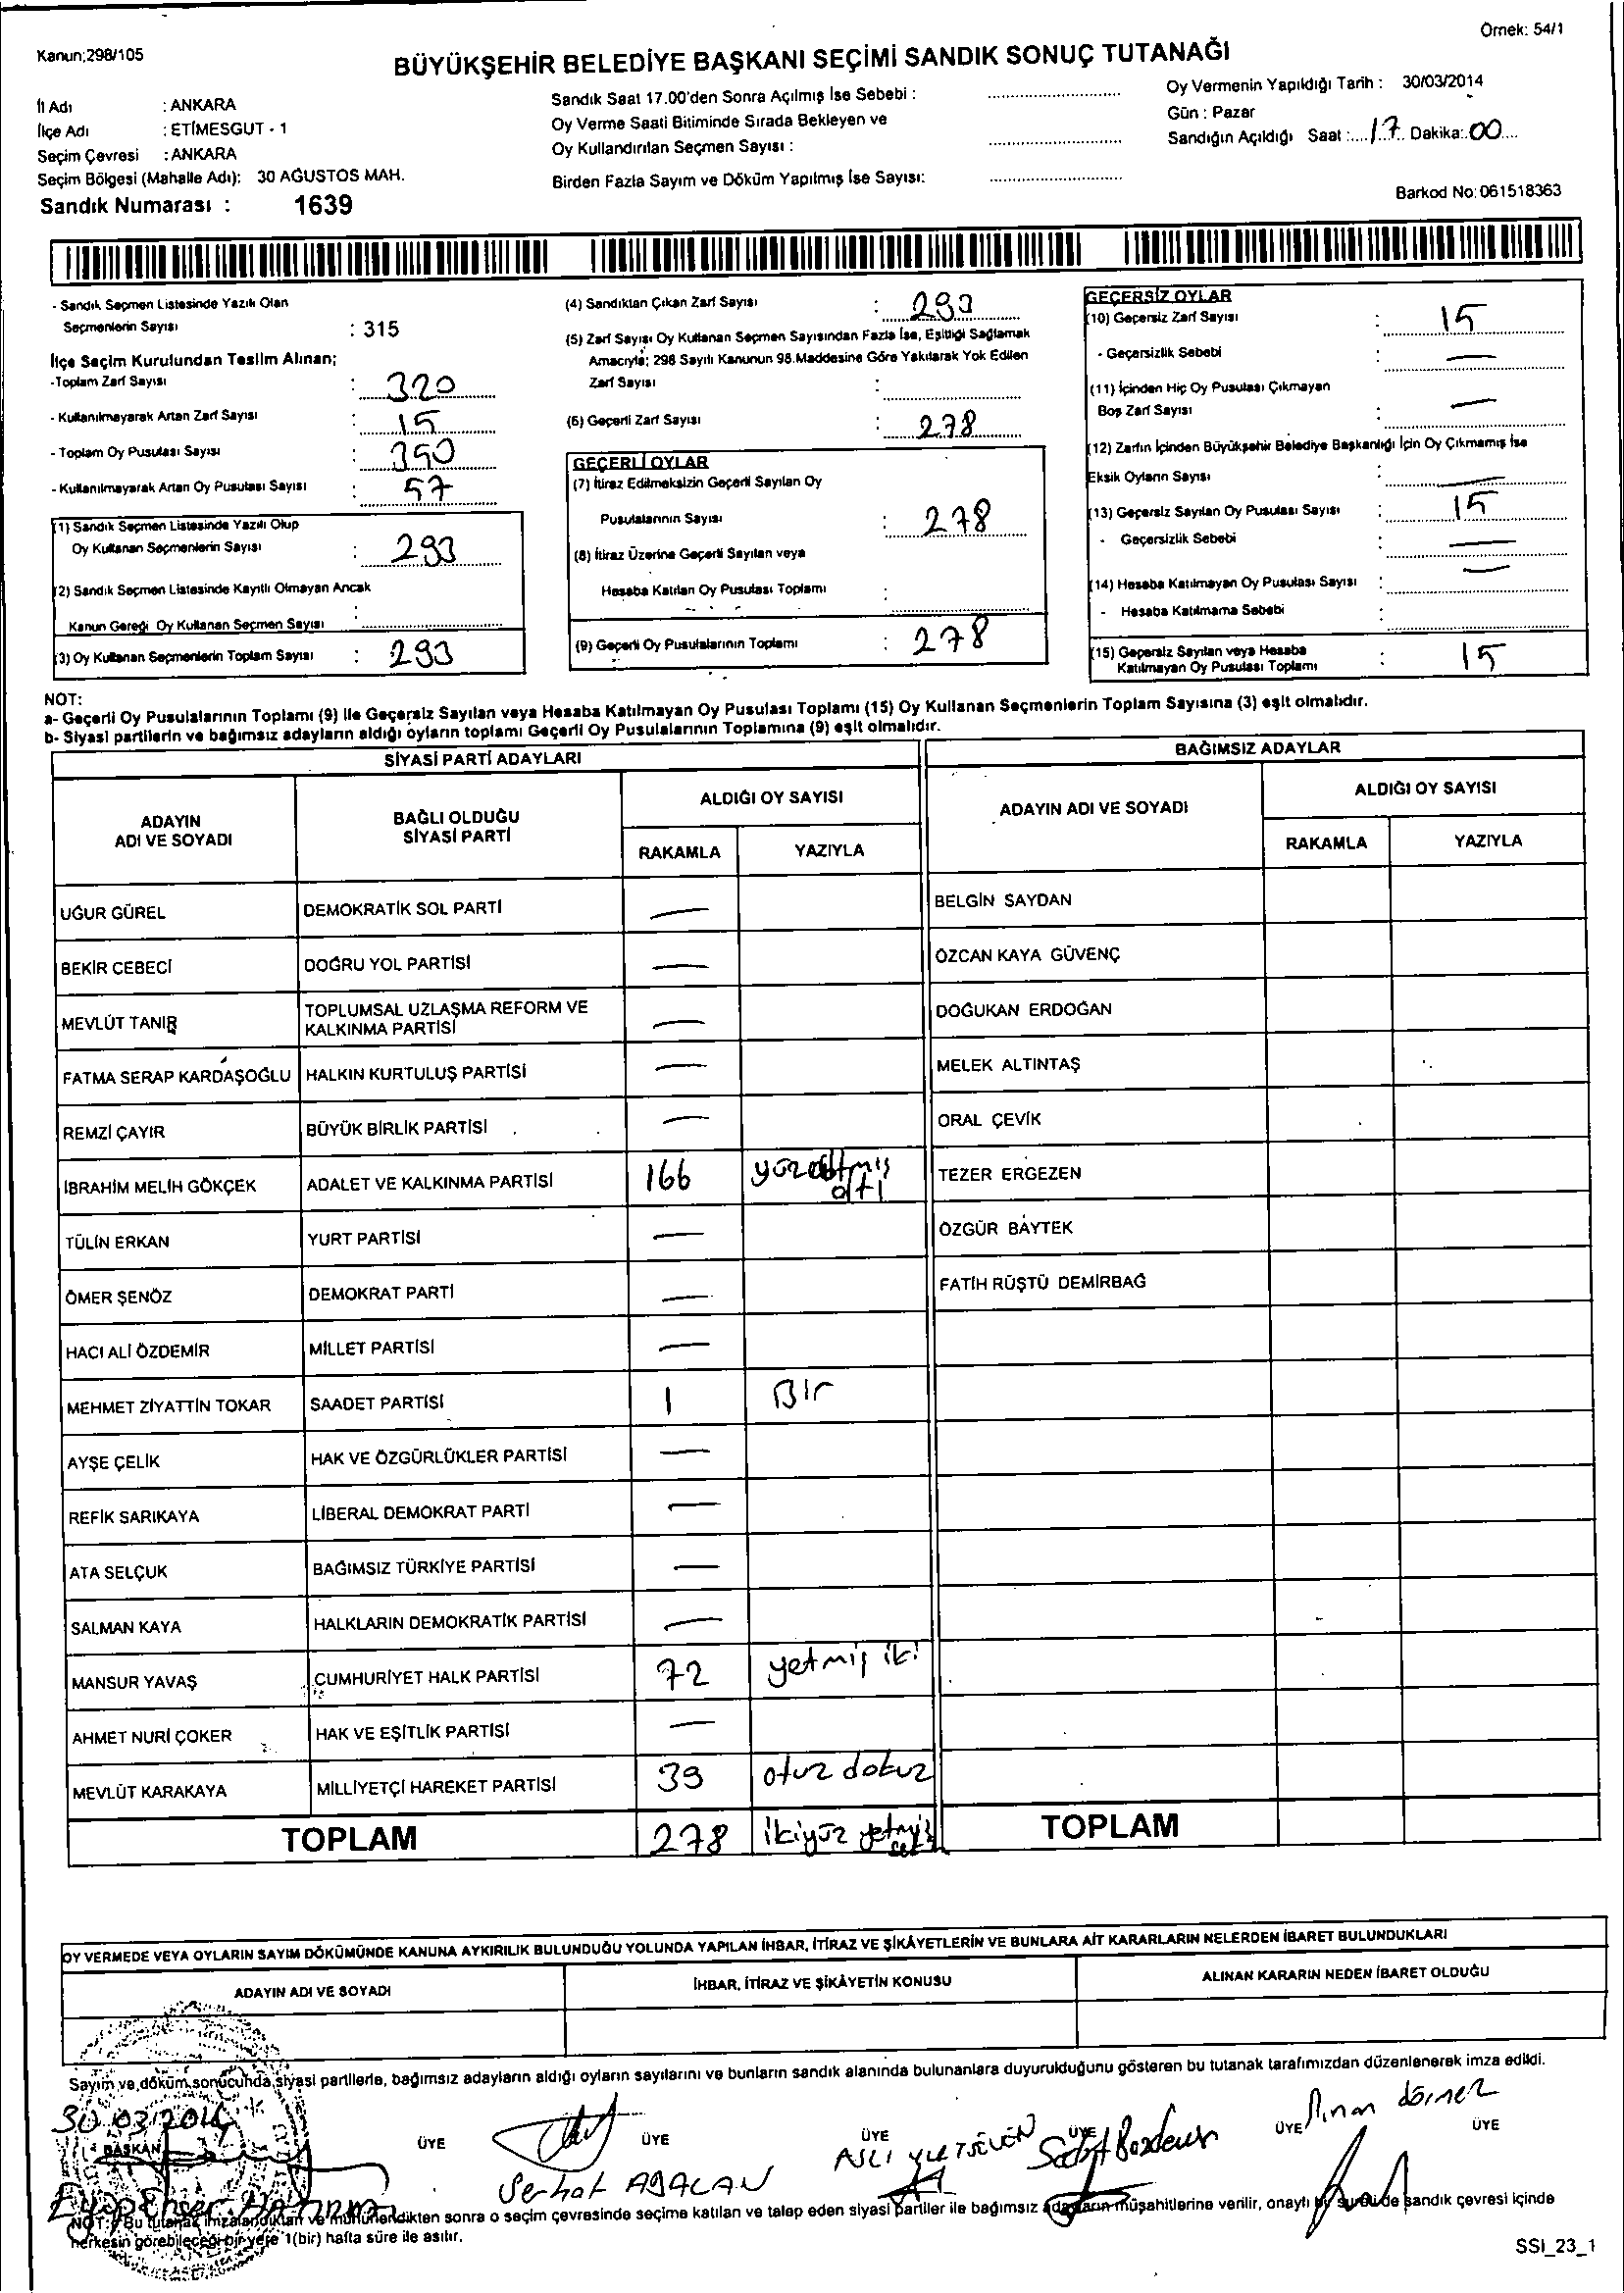 Örnek: 54/1
Kanun;298/105
BÜYÜKŞEHİR BELEDİYE BAŞKANI SEÇİMİ SANDIK SONUÇ TUTANAĞI
İl Adı : ANKARA
İlçe Adı : ETİMESGUT - 1
Seçim Çevresi : ANKARA
Seçim Bölgesi (Mahalle Adı): 30 AĞUSTOS MAH.
Sandık Numarası : 1639
Sandık Saat 17.00'den Sonra Açılmış İse Sebebi :
Oy Verme Saati Bitiminde Sırada Bekleyen ve
Oy Kullandırılan Seçmen Sayısı :
Birden Fazla Sayım ve Döküm Yapılmış İse Sayısı:
Oy Vermenin Yapıldığı Tarih : 30/03/2014
Gün : Pazar
Sandığın Açıldığı Saat :....17.. Dakika:.00....
Barkod No:061518363
- Sandık Seçmen Listesinde Yazılı Olan
Seçmenlerin Sayısı : 315
İlçe Seçim Kurulundan Teslim Alınan;
-Toplam Zarf Sayısı : 320
- Kullanılmayarak Artan Zarf Sayısı : 15
- Toplam Oy Pusulası Sayısı : 350
- Kullanılmayarak Artan Oy Pusulası Sayısı : 57
(1) Sandık Seçmen Listesinde Yazılı Olup
Oy Kullanan Seçmenlerin Sayısı : 293
(2) Sandık Seçmen Listesinde Kayıtlı Olmayan Ancak
Kanun Gereği Oy Kullanan Seçmen Sayısı :
(3) Oy Kullanan Seçmenlerin Toplam Sayısı : 293
(4) Sandıktan Çıkan Zarf Sayısı : 293
(5) Zarf Sayısı Oy Kullanan Seçmen Sayısından Fazla İse, Eşitliği Sağlamak
Amacıyla; 298 Sayılı Kanunun 98.Maddesine Göre Yakılarak Yok Edilen
Zarf Sayısı :
(6) Geçerli Zarf Sayısı : 278
GEÇERLİ OYLAR
(7) İtiraz Edilmeksizin Geçerli Sayılan Oy
Pusulalarının Sayısı : 278
(8) İtiraz Üzerine Geçerli Sayılan veya
Hesaba Katılan Oy Pusulası Toplamı :
(9) Geçerli Oy Pusulalarının Toplamı : 278
GEÇERSİZ OYLAR
(10) Geçersiz Zarf Sayısı : 15
- Geçersizlik Sebebi : —
(11) İçinden Hiç Oy Pusulası Çıkmayan
Boş Zarf Sayısı : —
(12) Zarfın İçinden Büyükşehir Belediye Başkanlığı İçin Oy Çıkmamış İse
Eksik Oyların Sayısı : —
(13) Geçersiz Sayılan Oy Pusulası Sayısı : 15
- Geçersizlik Sebebi : —
(14) Hesaba Katılmayan Oy Pusulası Sayısı : —
- Hesaba Katılmama Sebebi :
(15) Geçersiz Sayılan veya Hesaba
Katılmayan Oy Pusulası Toplamı : 15
NOT:
a- Geçerli Oy Pusulalarının Toplamı (9) ile Geçersiz Sayılan veya Hesaba Katılmayan Oy Pusulası Toplamı (15) Oy Kullanan Seçmenlerin Toplam Sayısına (3) eşit olmalıdır.
b- Siyasi partilerin ve bağımsız adayların aldığı oyların toplamı Geçerli Oy Pusulalarının Toplamına (9) eşit olmalıdır.
SİYASİ PARTİ ADAYLARI
ADAYIN
ADI VE SOYADI
BAĞLI OLDUĞU
SİYASİ PARTİ
ALDIĞI OY SAYISI
RAKAMLA YAZIYLA
UĞUR GÜREL DEMOKRATİK SOL PARTİ —
BEKİR CEBECİ DOĞRU YOL PARTİSİ —
MEVLÜT TANIR TOPLUMSAL UZLAŞMA REFORM VE
KALKINMA PARTİSİ —
FATMA SERAP KARDAŞOĞLU HALKIN KURTULUŞ PARTİSİ —
REMZİ ÇAYIR BÜYÜK BİRLİK PARTİSİ —
İBRAHİM MELİH GÖKÇEK ADALET VE KALKINMA PARTİSİ 166 yüzaltmış
altı
TÜLİN ERKAN YURT PARTİSİ —
ÖMER ŞENÖZ DEMOKRAT PARTİ —
HACI ALİ ÖZDEMİR MİLLET PARTİSİ —
MEHMET ZİYATTİN TOKAR SAADET PARTİSİ 1 Bir
AYŞE ÇELİK HAK VE ÖZGÜRLÜKLER PARTİSİ —
REFİK SARIKAYA LİBERAL DEMOKRAT PARTİ —
ATA SELÇUK BAĞIMSIZ TÜRKİYE PARTİSİ —
SALMAN KAYA HALKLARIN DEMOKRATİK PARTİSİ —
MANSUR YAVAŞ CUMHURİYET HALK PARTİSİ 72 yetmiş iki
AHMET NURİ ÇOKER HAK VE EŞİTLİK PARTİSİ —
MEVLÜT KARAKAYA MİLLİYETÇİ HAREKET PARTİSİ 39 otuz dokuz
TOPLAM 278 ikiyüz yetmiş
BAĞIMSIZ ADAYLAR
ADAYIN ADI VE SOYADI
ALDIĞI OY SAYISI
RAKAMLA YAZIYLA
BELGİN SAYDAN
ÖZCAN KAYA GÜVENÇ
DOĞUKAN ERDOĞAN
MELEK ALTINTAŞ
ORAL ÇEVİK
TEZER ERGEZEN
ÖZGÜR BAYTEK
FATİH RÜŞTÜ DEMİRBAĞ
TOPLAM
OY VERMEDE VEYA OYLARIN SAYIM DÖKÜMÜNDE KANUNA AYKIRILIK BULUNDUĞU YOLUNDA YAPILAN İHBAR, İTİRAZ VE ŞİKÂYETLERİN VE BUNLARA AİT KARARLARIN NELERDEN İBARET BULUNDUKLARI
ADAYIN ADI VE SOYADI İHBAR, İTİRAZ VE ŞİKÂYETİN KONUSU ALINAN KARARIN NEDEN İBARET OLDUĞU
Sayım ve döküm sonucunda siyasi partilerle, bağımsız adayların aldığı oyların sayılarını ve bunların sandık alanında bulunanlara duyurulduğunu gösteren bu tutanak tarafımızdan düzenlenerek imza edildi.
30 03 2014
BAŞKAN ÜYE ÜYE ÜYE ÜYE ÜYE ÜYE
Serhat
ASLI
NOT: Bu tutanak imzalandıktan ve mühürlendikten sonra o seçim çevresinde seçime katılan ve talep eden siyasi partiler ile bağımsız adayların müşahitlerine verilir, onaylı bir sureti de sandık çevresi içinde
herkesin görebileceği bir yere 1(bir) hafta süre ile asılır.
SSI_23_1